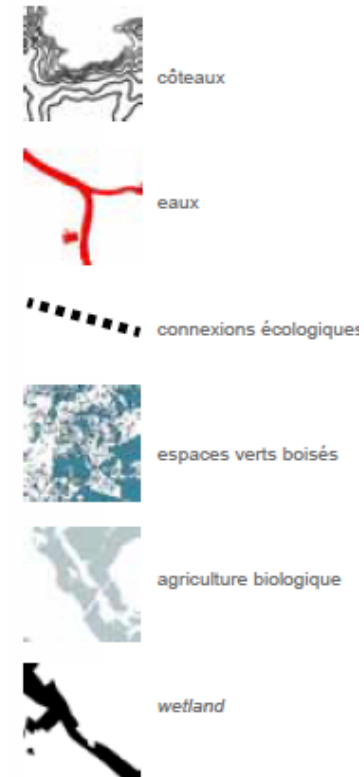 côteaux
eaux
connexions écologiques
espaces verts boisés
agriculture biologique
wetland